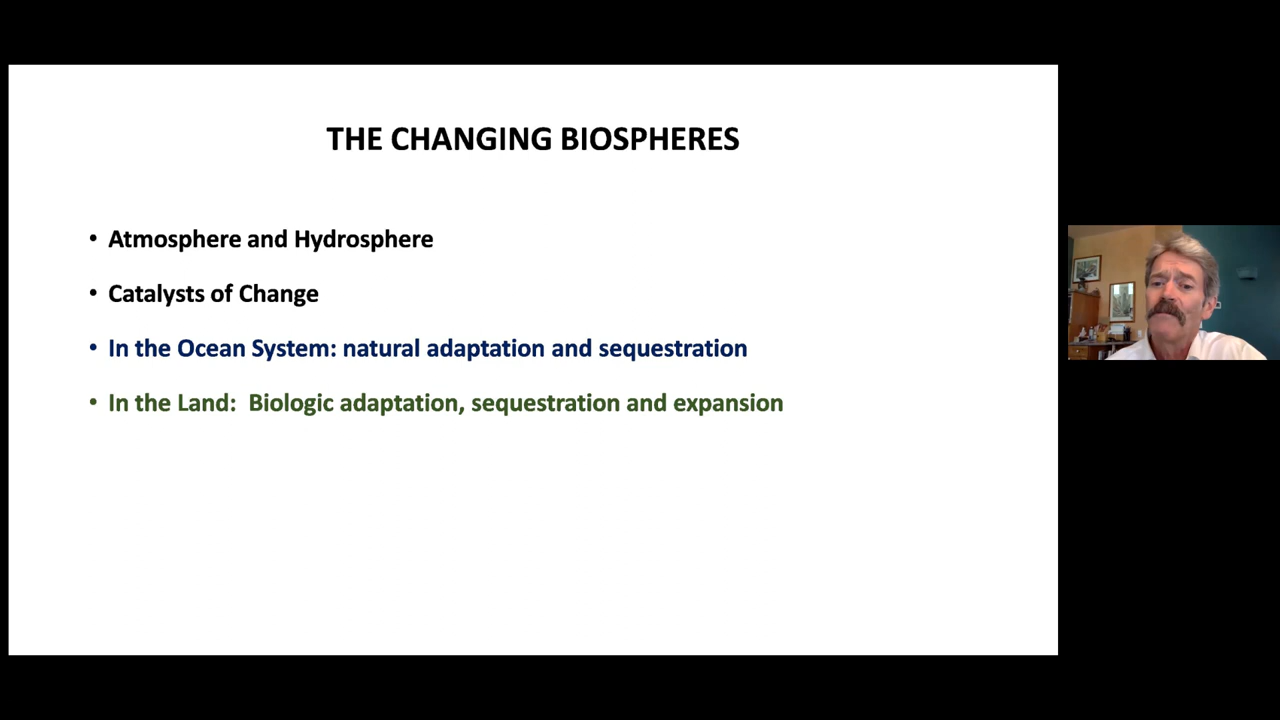 THE CHANGING BIOSPHERES
• Atmosphere and Hydrosphere
• Catalysts of Change
• In the Ocean System: natural adaptation and sequestration
• In the Land:  Biologic adaptation, sequestration and expansion